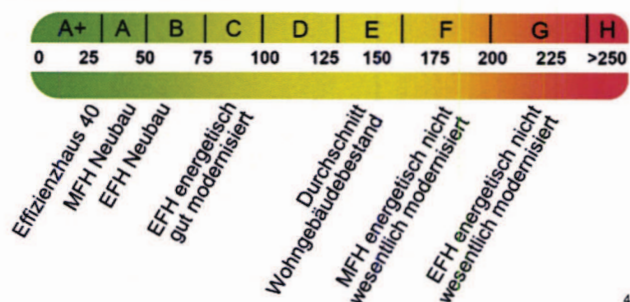 A+ A B C D E F G H
0 25 50 75 100 125 150 175 200 225 >250
Effizienzhaus 40
MFH Neubau
EFH Neubau
EFH energetisch
gut modernisiert
Durchschnitt
Wohngebäudebestand
MFH energetisch nicht
wesentlich modernisiert
EFH energetisch nicht
wesentlich modernisiert